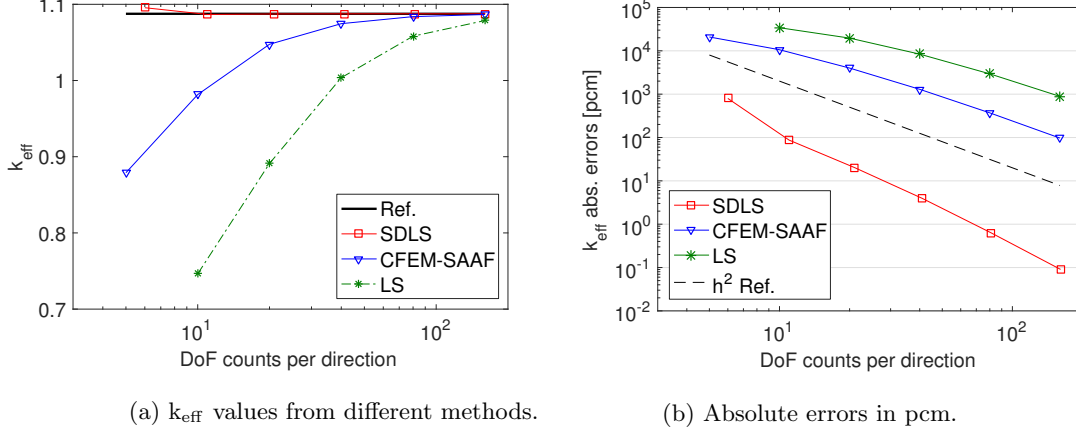 1.1
1
0.9
0.8
0.7
k_eff
10^1
10^2
DoF counts per direction
Ref.
SDLS
CFEM-SAAF
LS
10^5
10^4
10^3
10^2
10^1
10^0
10^-1
10^-2
k_eff abs. errors [pcm]
10^1
10^2
DoF counts per direction
SDLS
CFEM-SAAF
LS
h^2 Ref.
(a) k_eff values from different methods.
(b) Absolute errors in pcm.